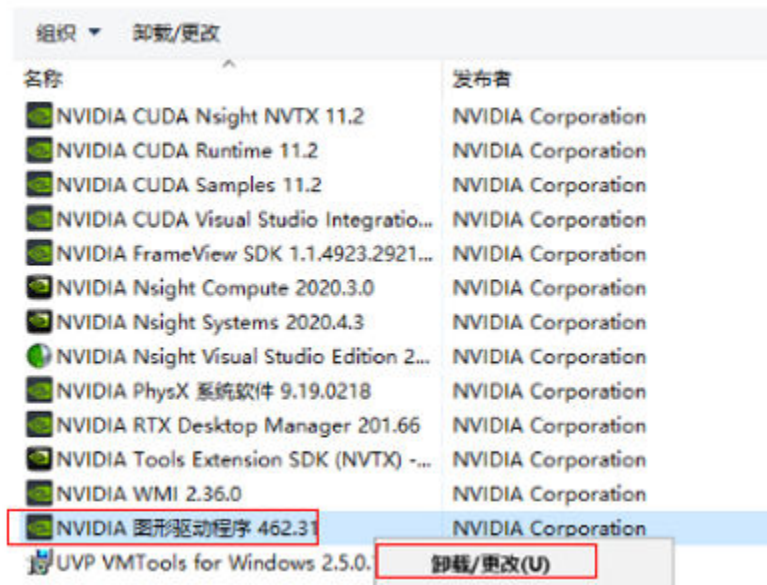 组织 卸载/更改
名称 发布者
NVIDIA CUDA Nsight NVTX 11.2 NVIDIA Corporation
NVIDIA CUDA Runtime 11.2 NVIDIA Corporation
NVIDIA CUDA Samples 11.2 NVIDIA Corporation
NVIDIA CUDA Visual Studio Integratio... NVIDIA Corporation
NVIDIA FrameView SDK 1.1.4923.2921... NVIDIA Corporation
NVIDIA Nsight Compute 2020.3.0 NVIDIA Corporation
NVIDIA Nsight Systems 2020.4.3 NVIDIA Corporation
NVIDIA Nsight Visual Studio Edition 2... NVIDIA Corporation
NVIDIA PhysX 系统软件 9.19.0218 NVIDIA Corporation
NVIDIA RTX Desktop Manager 201.66 NVIDIA Corporation
NVIDIA Tools Extension SDK (NVTX) -... NVIDIA Corporation
NVIDIA WMI 2.36.0 NVIDIA Corporation
NVIDIA 图形驱动程序 462.31 NVIDIA Corporation
UVP VMTools for Windows 2.5.0. 卸载/更改(U)